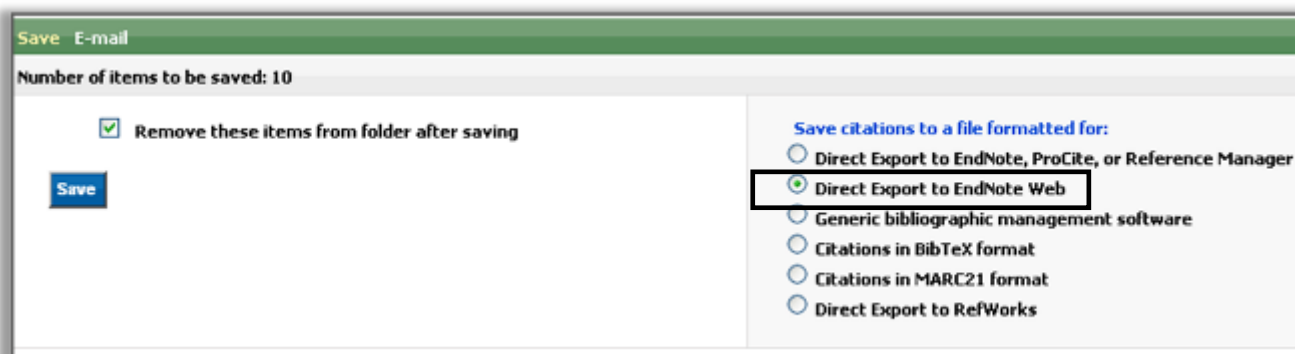 Save E-mail
Number of items to be saved: 10
Remove these items from folder after saving
Save
Save citations to a file formatted for:
Direct Export to EndNote, ProCite, or Reference Manager
Direct Export to EndNote Web
Generic bibliographic management software
Citations in BibTeX format
Citations in MARC21 format
Direct Export to RefWorks